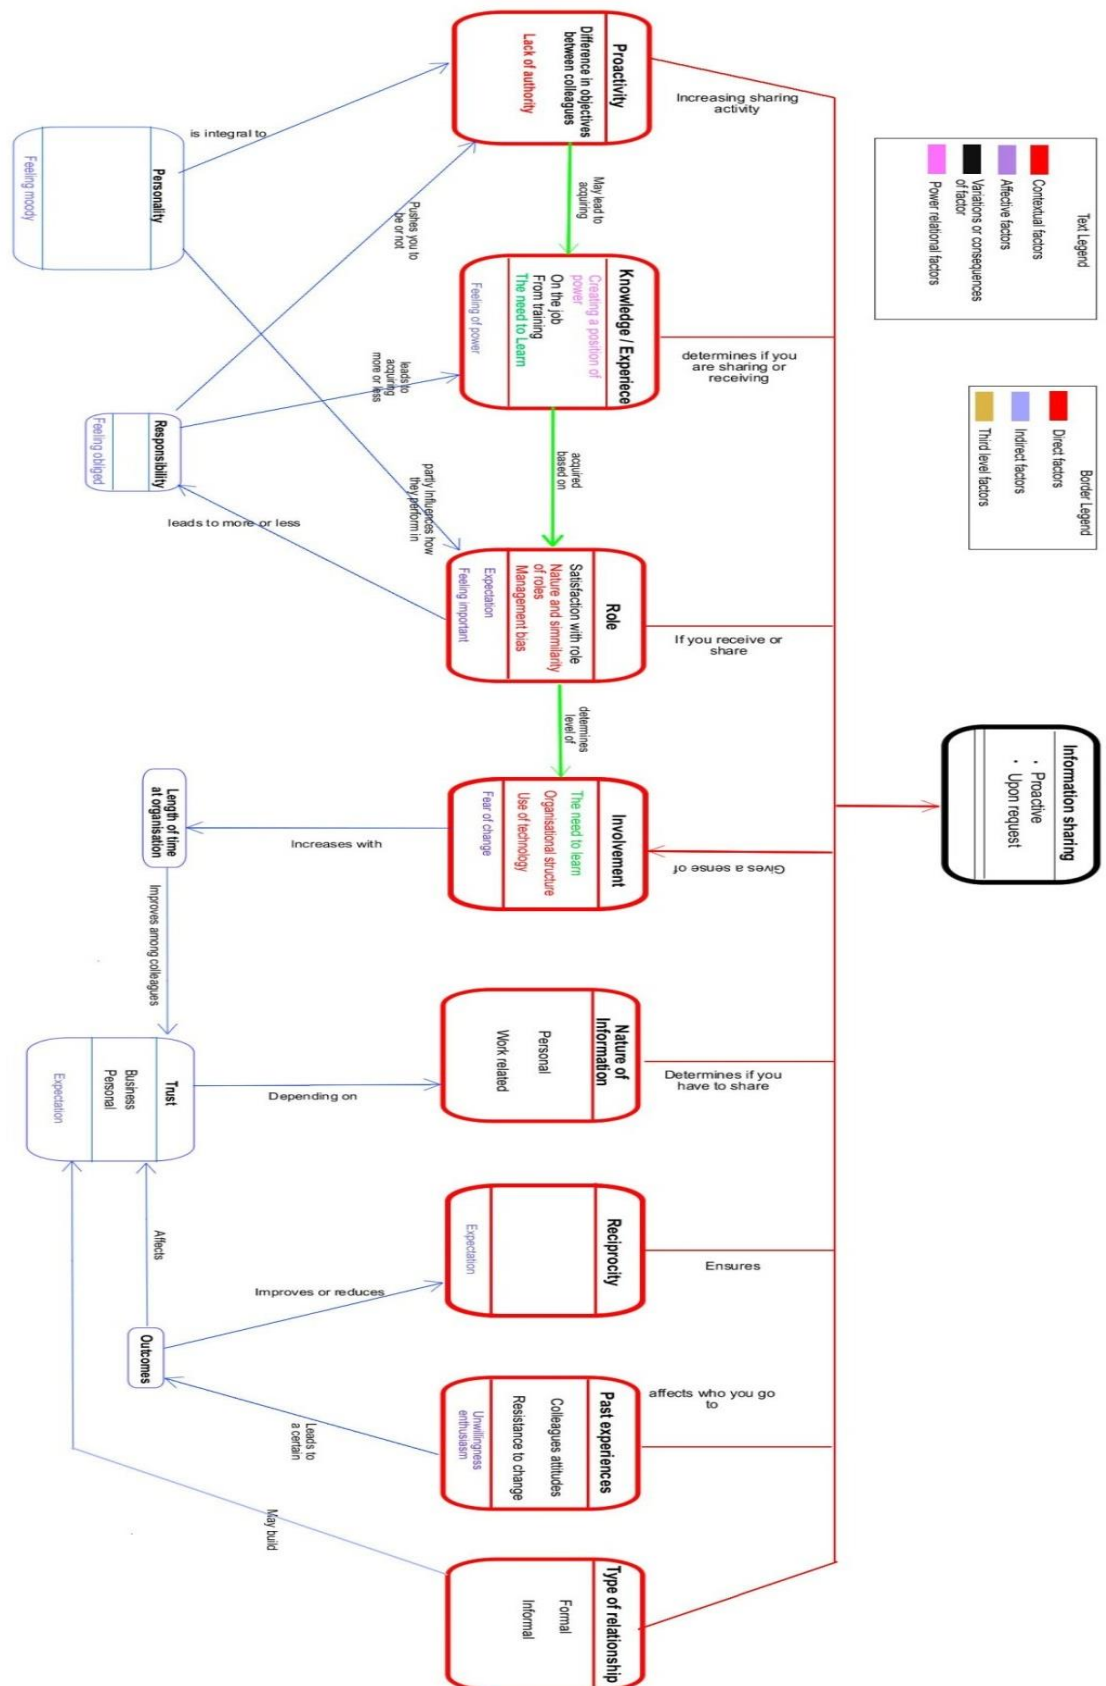 Text Legend
Contextual factors
Affective factors
Variations or consequences
of factor
Power relational factors
Border Legend
Direct factors
Indirect factors
Third level factors
Information sharing
· Proactive
· Upon request
Increasing sharing
activity
determines if you
are sharing or
receiving
If you receive or
share
Gives a sense of
Determines if you
have to share
Ensures
affects who you go
to
Proactivity
Difference in objectives
between colleagues
Lack of authority
May lead to
acquiring
Knowledge / Experiece
Creating a position of
power
On the job
From training
The need to Learn
Feeling of power
acquired
based on
Role
Satisfaction with role
Nature and simmilarity
of roles
Management bias
Expectation
Feeling important
determines
level of
Involvement
The need to learn
Organisational structure
Use of technology
Fear of change
Nature of
Information
Personal
Work related
Reciprocity
Expectation
Past experiences
Colleagues attitudes
Resistance to change
Unwillingness
enthusiasm
Type of relationship
Formal
Informal
is integral to
Pushes you to
be or not
leads to
acquiring
more or less
partly Influences how
they perform in
leads to more or less
Increases with
Improves among colleagues
Depending on
Improves or reduces
Affects
Leads to
a certain
May build
Personality
Feeling moody
Responsibility
Feeling obliged
Length of time
at organisation
Trust
Business
Personal
Expectation
Outcomes